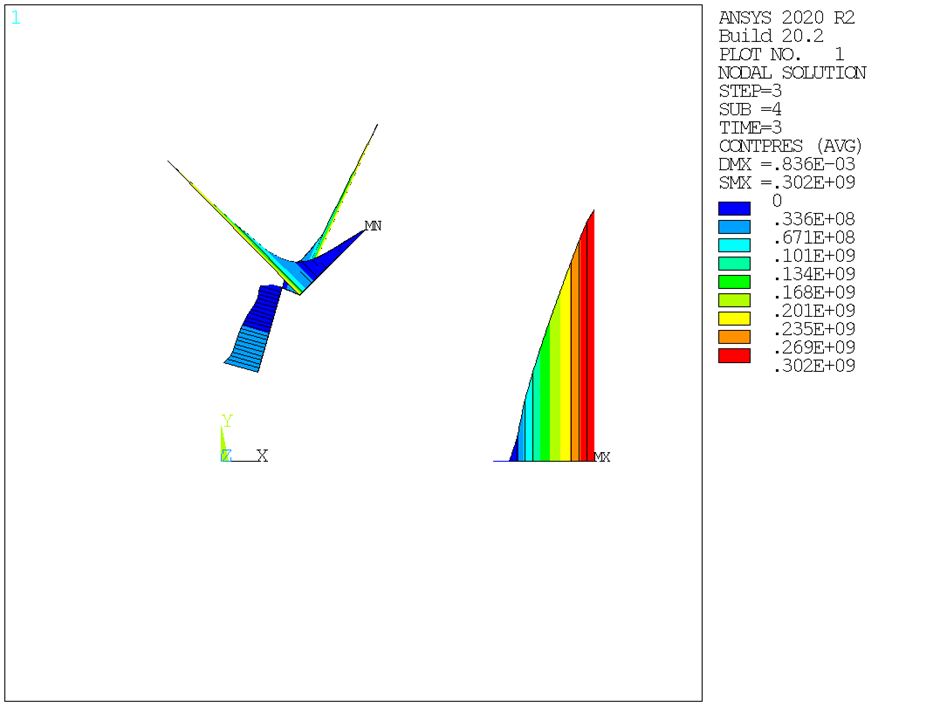 1
ANSYS 2020 R2
Build 20.2
PLOT NO. 1
NODAL SOLUTION
STEP=3
SUB =4
TIME=3
CONTPRES (AVG)
DMX =.836E-03
SMX =.302E+09
0
.336E+08
.671E+08
.101E+09
.134E+09
.168E+09
.201E+09
.235E+09
.269E+09
.302E+09
MN
Y
Z X
MX